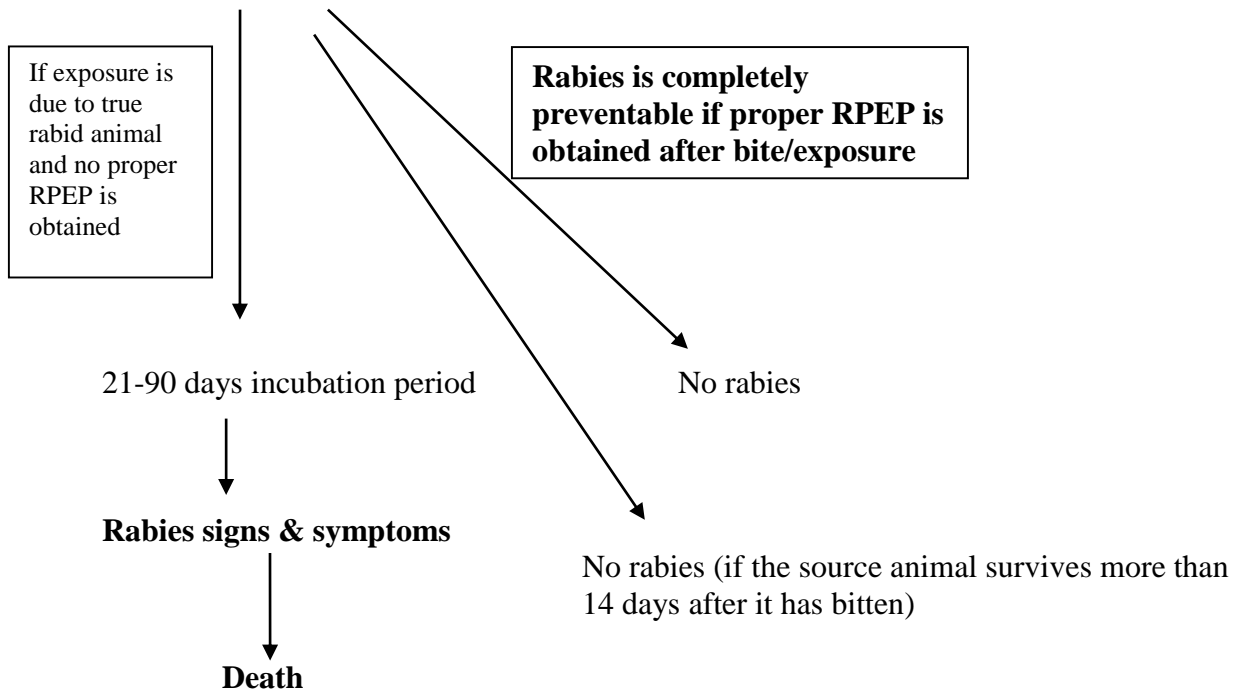 If exposure is
due to true
rabid animal
and no proper
RPEP is
obtained
Rabies is completely
preventable if proper RPEP is
obtained after bite/exposure
21-90 days incubation period
No rabies
Rabies signs & symptoms
No rabies (if the source animal survives more than
14 days after it has bitten)
Death